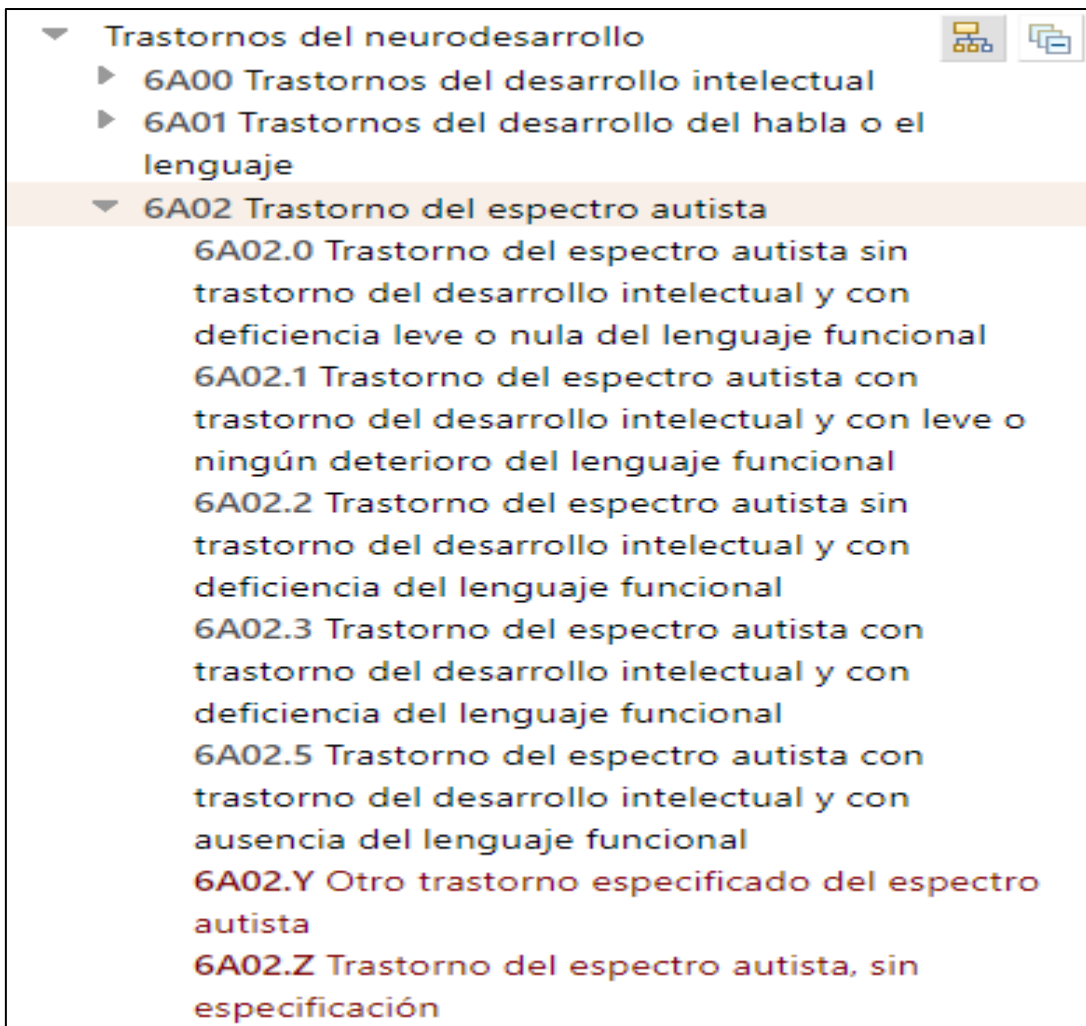 Trastornos del neurodesarrollo
6A00 Trastornos del desarrollo intelectual
6A01 Trastornos del desarrollo del habla o el
lenguaje
6A02 Trastorno del espectro autista
6A02.0 Trastorno del espectro autista sin
trastorno del desarrollo intelectual y con
deficiencia leve o nula del lenguaje funcional
6A02.1 Trastorno del espectro autista con
trastorno del desarrollo intelectual y con leve o
ningún deterioro del lenguaje funcional
6A02.2 Trastorno del espectro autista sin
trastorno del desarrollo intelectual y con
deficiencia del lenguaje funcional
6A02.3 Trastorno del espectro autista con
trastorno del desarrollo intelectual y con
deficiencia del lenguaje funcional
6A02.5 Trastorno del espectro autista con
trastorno del desarrollo intelectual y con
ausencia del lenguaje funcional
6A02.Y Otro trastorno especificado del espectro
autista
6A02.Z Trastorno del espectro autista, sin
especificación